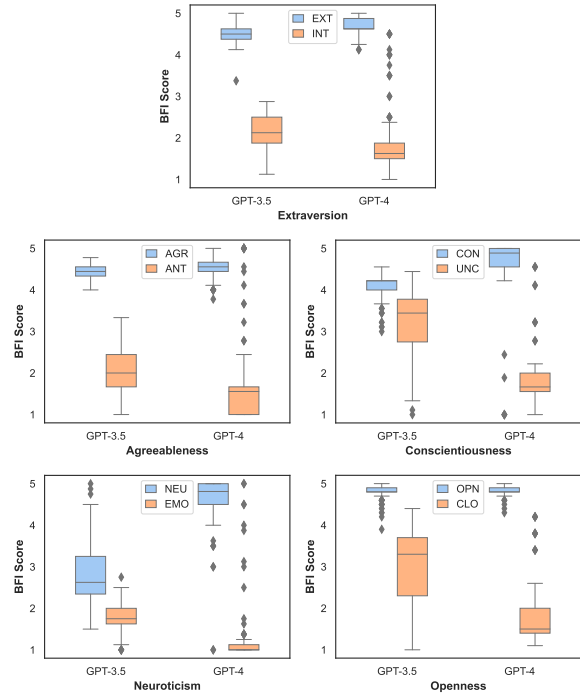 5
EXT
INT
4
3
2
1
BFI Score
GPT-3.5
GPT-4
Extraversion
5
AGR
ANT
4
3
2
1
BFI Score
GPT-3.5
GPT-4
Agreeableness
5
CON
UNC
4
3
2
1
BFI Score
GPT-3.5
GPT-4
Conscientiousness
5
NEU
EMO
4
3
2
1
BFI Score
GPT-3.5
GPT-4
Neuroticism
5
OPN
CLO
4
3
2
1
BFI Score
GPT-3.5
GPT-4
Openness